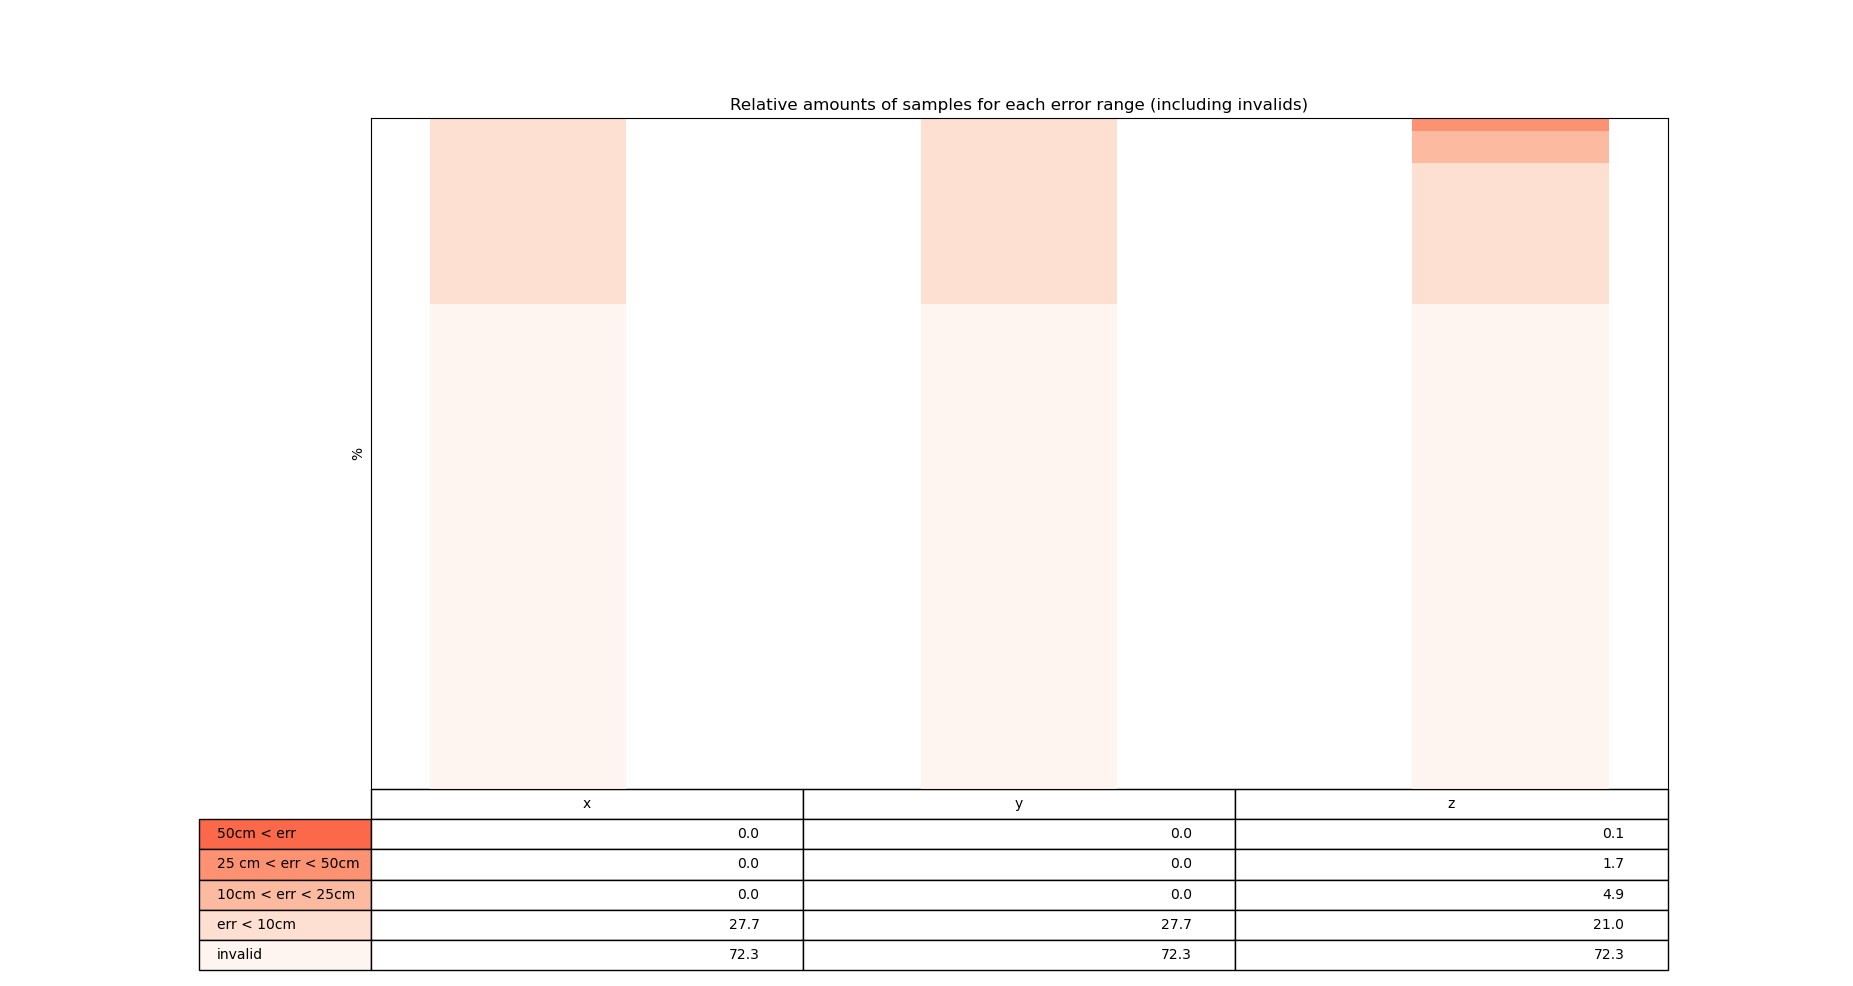 Relative amounts of samples for each error range (including invalids)
%
x y z
50cm < err 0.0 0.0 0.1
25 cm < err < 50cm 0.0 0.0 1.7
10cm < err < 25cm 0.0 0.0 4.9
err < 10cm 27.7 27.7 21.0
invalid 72.3 72.3 72.3